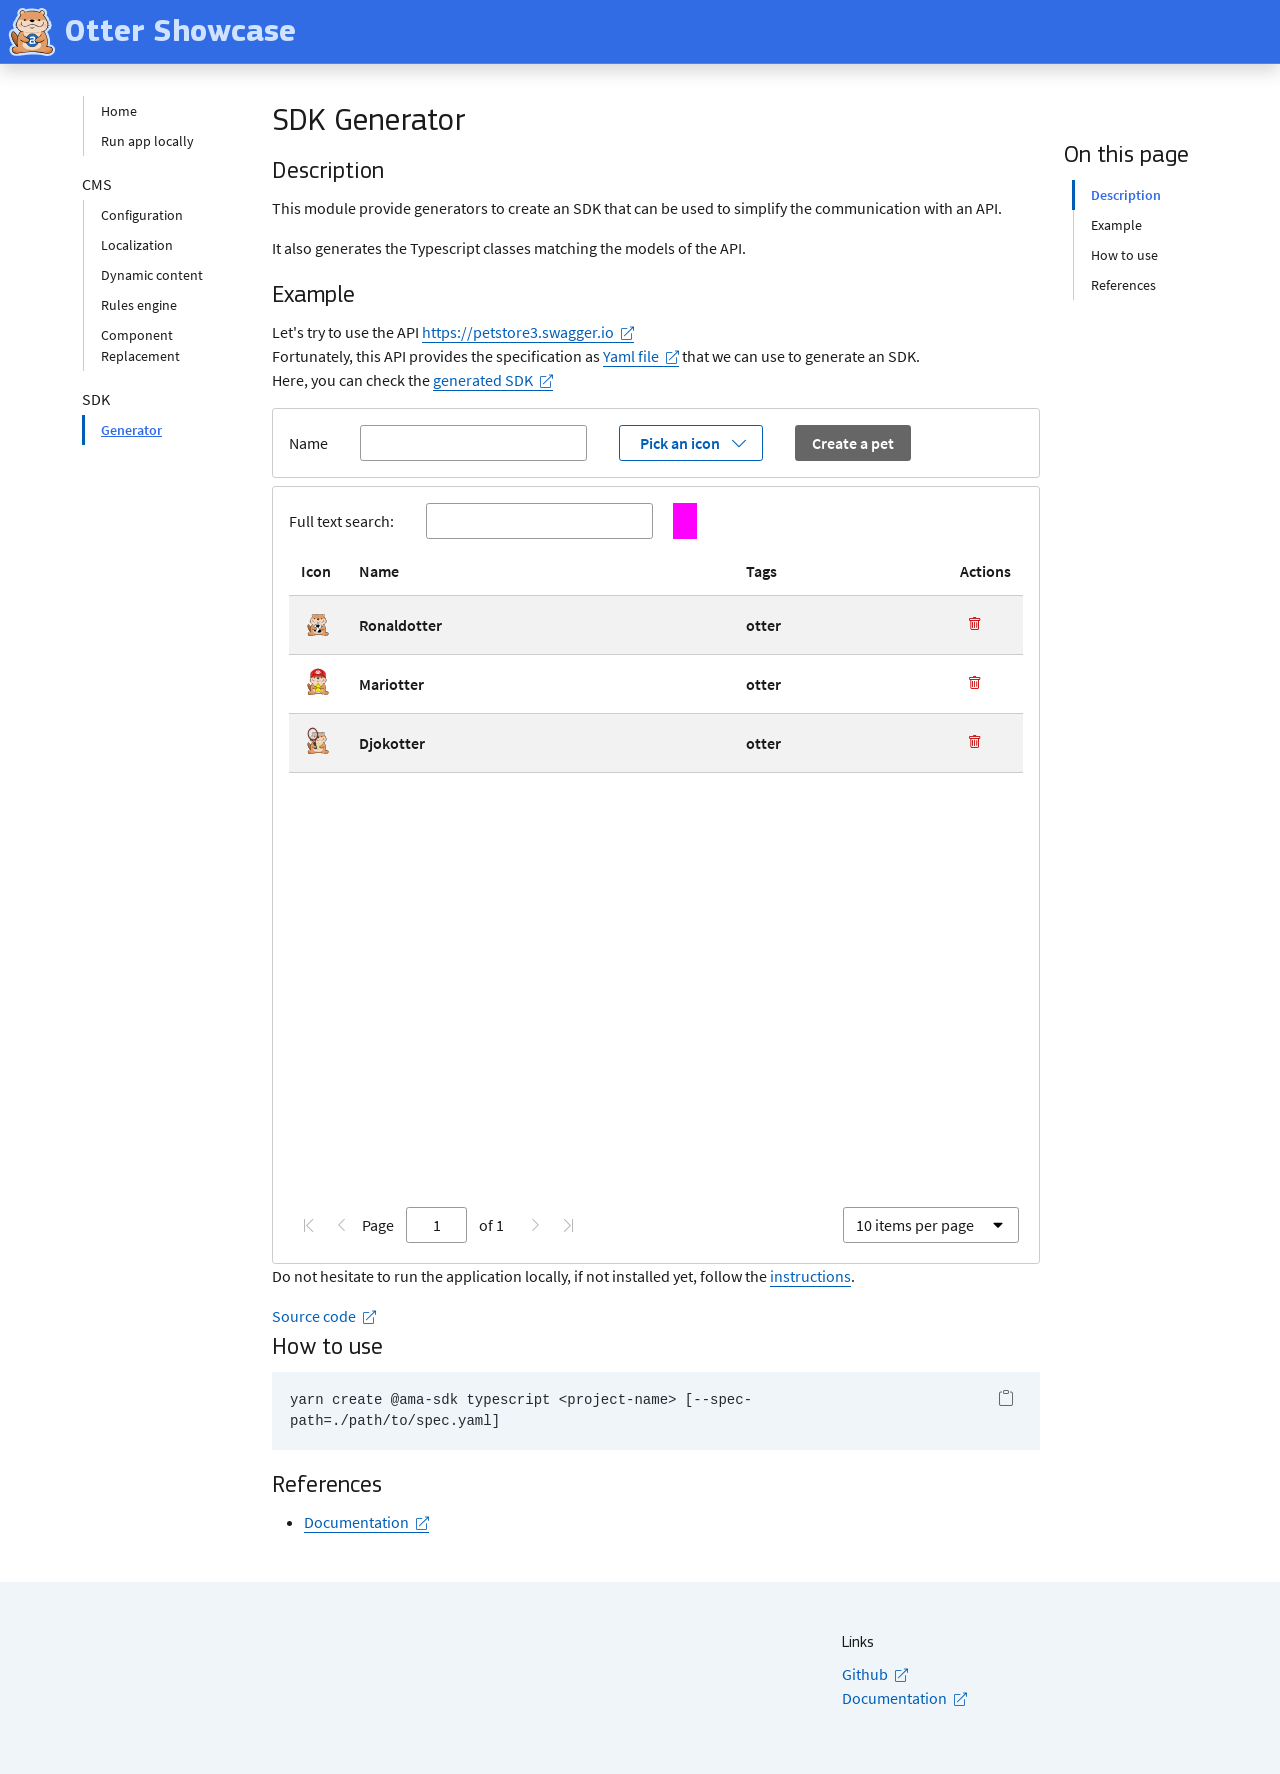 Otter Showcase
Home
Run app locally
CMS
Configuration
Localization
Dynamic content
Rules engine
Component
Replacement
SDK
Generator
SDK Generator
Description
This module provide generators to create an SDK that can be used to simplify the communication with an API.
It also generates the Typescript classes matching the models of the API.
Example
Let's try to use the API https://petstore3.swagger.io
Fortunately, this API provides the specification as Yaml file that we can use to generate an SDK.
Here, you can check the generated SDK
Name Pick an icon Create a pet
Full text search:
Icon Name Tags Actions
Ronaldotter otter
Mariotter otter
Djokotter otter
Page 1 of 1 10 items per page
Do not hesitate to run the application locally, if not installed yet, follow the instructions.
Source code
How to use
yarn create @ama-sdk typescript <project-name> [--spec-
path=./path/to/spec.yaml]
References
Documentation
On this page
Description
Example
How to use
References
Links
Github
Documentation